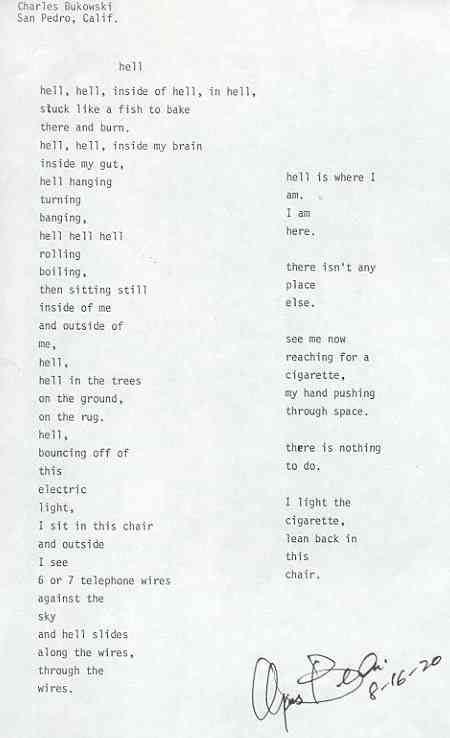 Charles Bukowski
San Pedro, Calif.
hell
hell, hell, inside of hell, in hell,
stuck like a fish to bake
there and burn.
hell, hell, inside my brain
inside my gut,
hell hanging
turning
banging,
hell hell hell
rolling
boiling,
then sitting still
inside of me
and outside of
me,
hell,
hell in the trees
on the ground,
on the rug.
hell,
bouncing off of
this
electric
light,
I sit in this chair
and outside
I see
6 or 7 telephone wires
against the
sky
and hell slides
along the wires,
through the
wires.
hell is where I
am.
I am
here.
there isn't any
place
else.
see me now
reaching for a
cigarette,
my hand pushing
through space.
there is nothing
to do.
I light the
cigarette,
lean back in
this
chair.
8-16-20